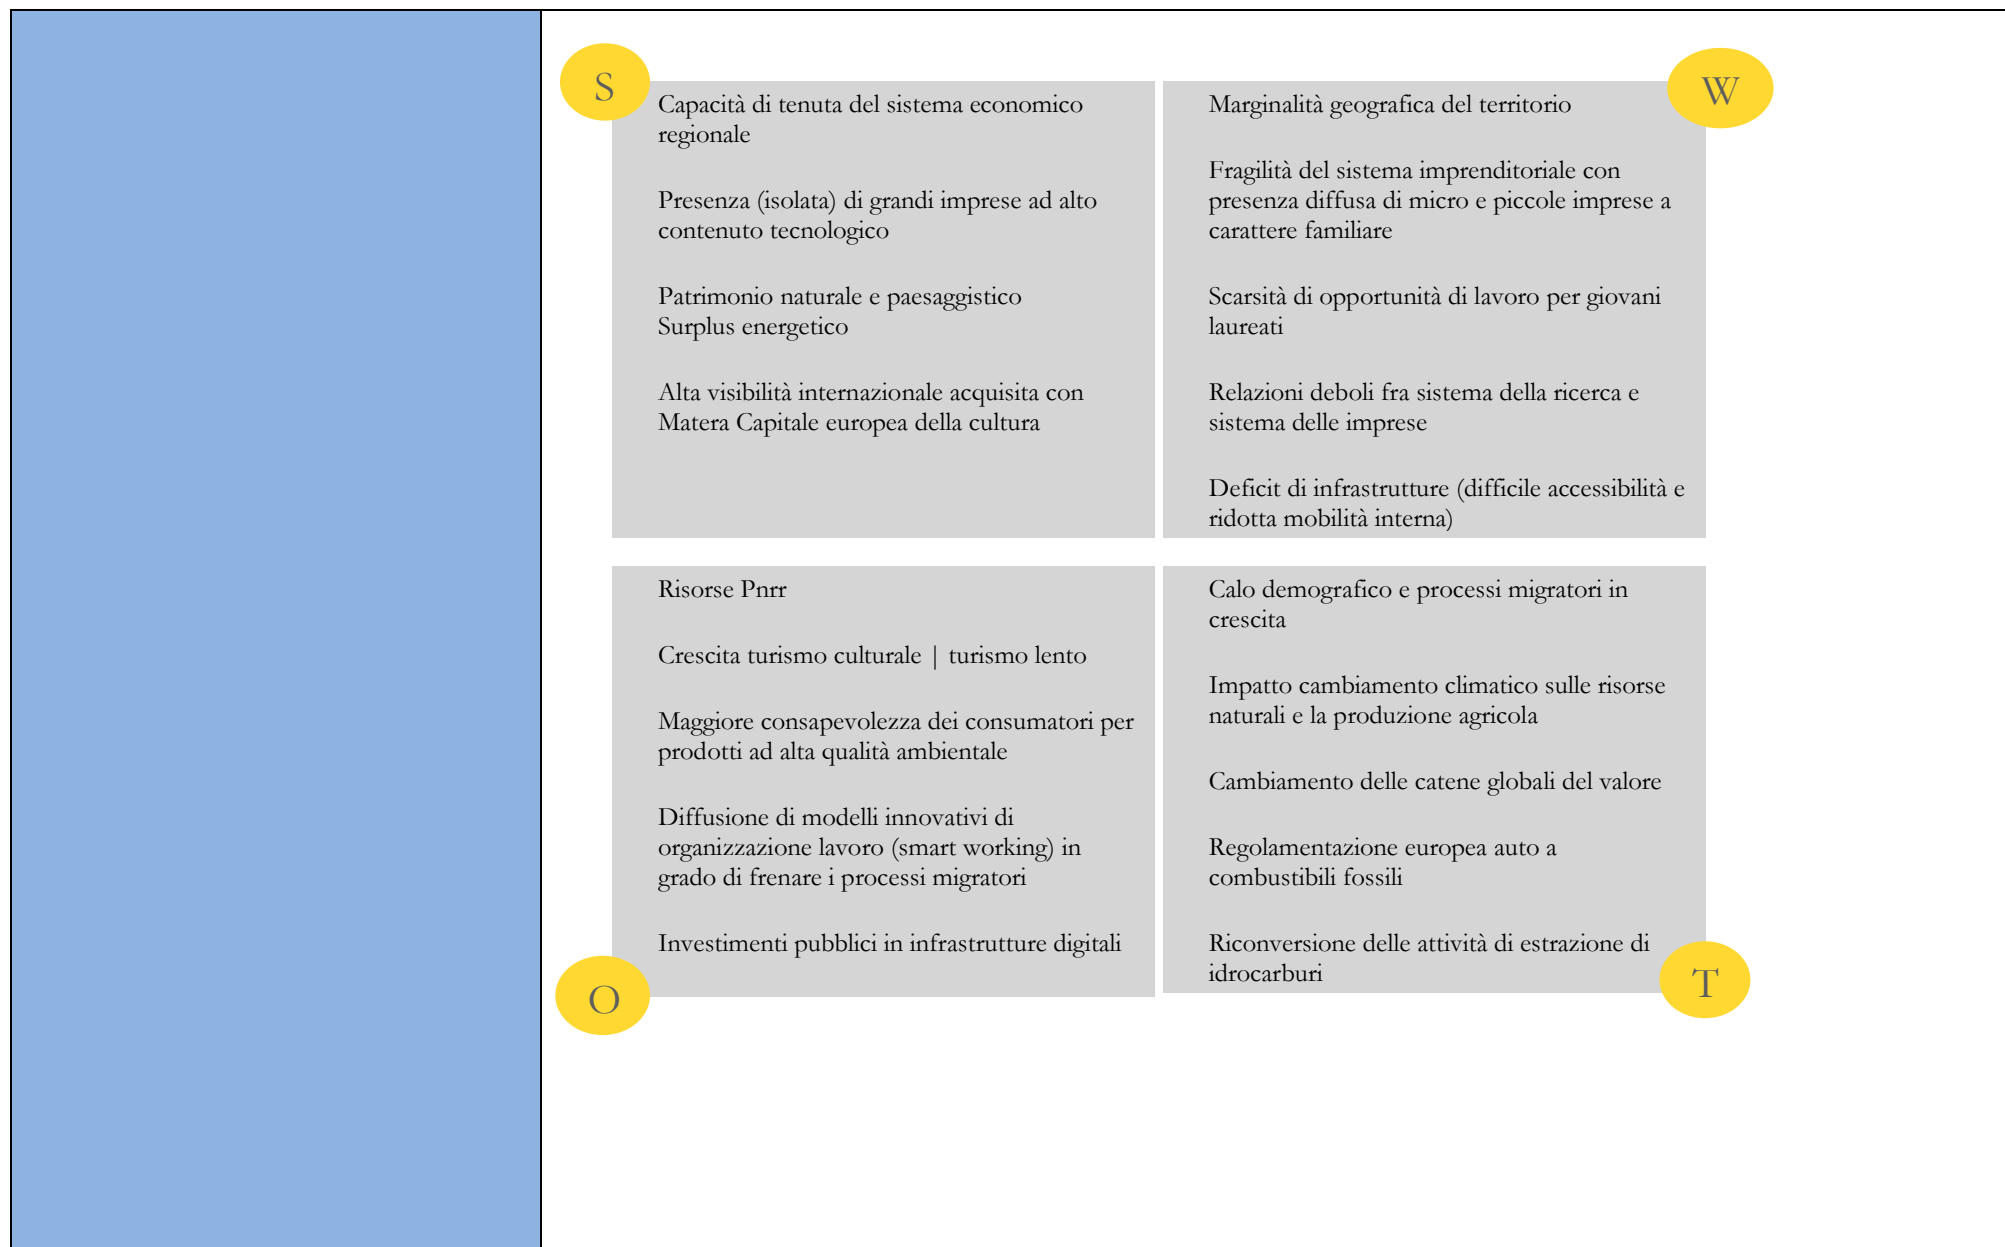 S
Capacità di tenuta del sistema economico
regionale
Presenza (isolata) di grandi imprese ad alto
contenuto tecnologico
Patrimonio naturale e paesaggistico
Surplus energetico
Alta visibilità internazionale acquisita con
Matera Capitale europea della cultura
W
Marginalità geografica del territorio
Fragilità del sistema imprenditoriale con
presenza diffusa di micro e piccole imprese a
carattere familiare
Scarsità di opportunità di lavoro per giovani
laureati
Relazioni deboli fra sistema della ricerca e
sistema delle imprese
Deficit di infrastrutture (difficile accessibilità e
ridotta mobilità interna)
Risorse Pnrr
Crescita turismo culturale | turismo lento
Maggiore consapevolezza dei consumatori per
prodotti ad alta qualità ambientale
Diffusione di modelli innovativi di
organizzazione lavoro (smart working) in
grado di frenare i processi migratori
Investimenti pubblici in infrastrutture digitali
O
Calo demografico e processi migratori in
crescita
Impatto cambiamento climatico sulle risorse
naturali e la produzione agricola
Cambiamento delle catene globali del valore
Regolamentazione europea auto a
combustibili fossili
Riconversione delle attività di estrazione di
idrocarburi
T